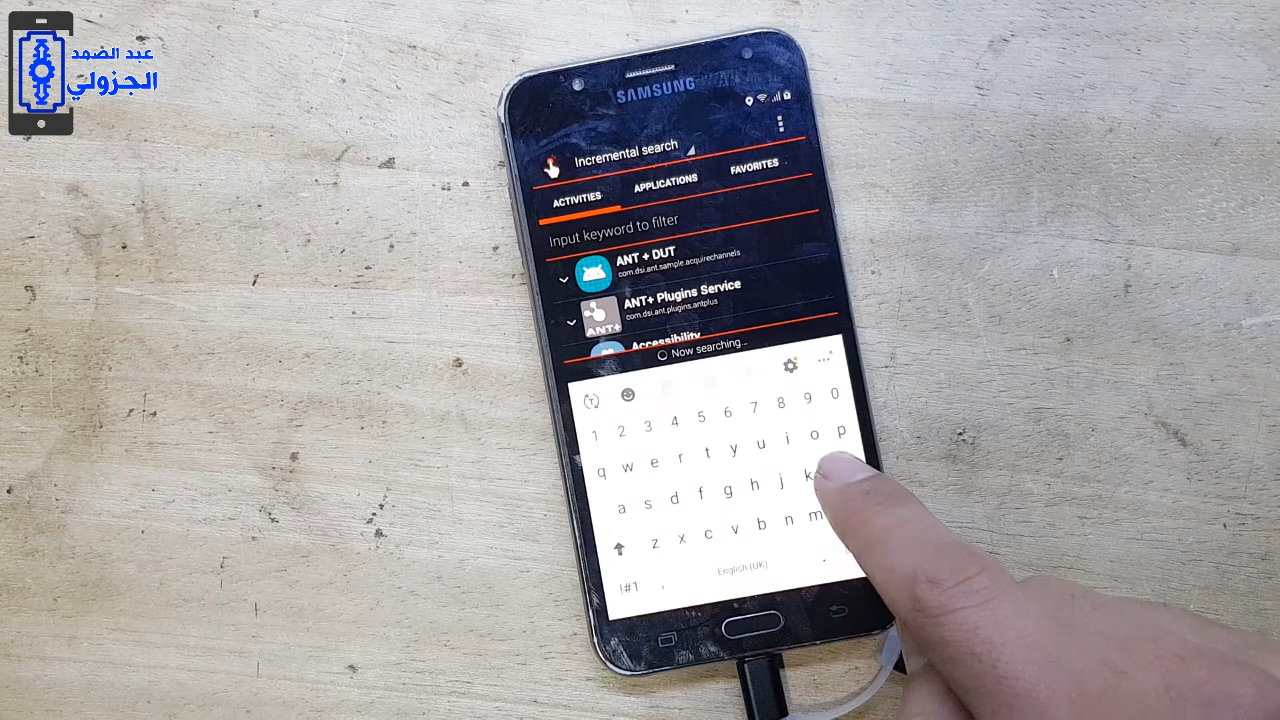 عبد الضمد
الجزولي
SAMSUNG
Incremental search
ACTIVITIES APPLICATIONS FAVORITES
Input keyword to filter
ANT + DUT
com.dsi.ant.sample.acquirechannels
ANT+ Plugins Service
com.dsi.ant.plugins.antplus
ANT+
Accessibility
Now searching...
1 2 3 4 5 6 7 8 9 0
q w e r t y u i o p
a s d f g h j k
z x c v b n m
!#1 , English (UK) .